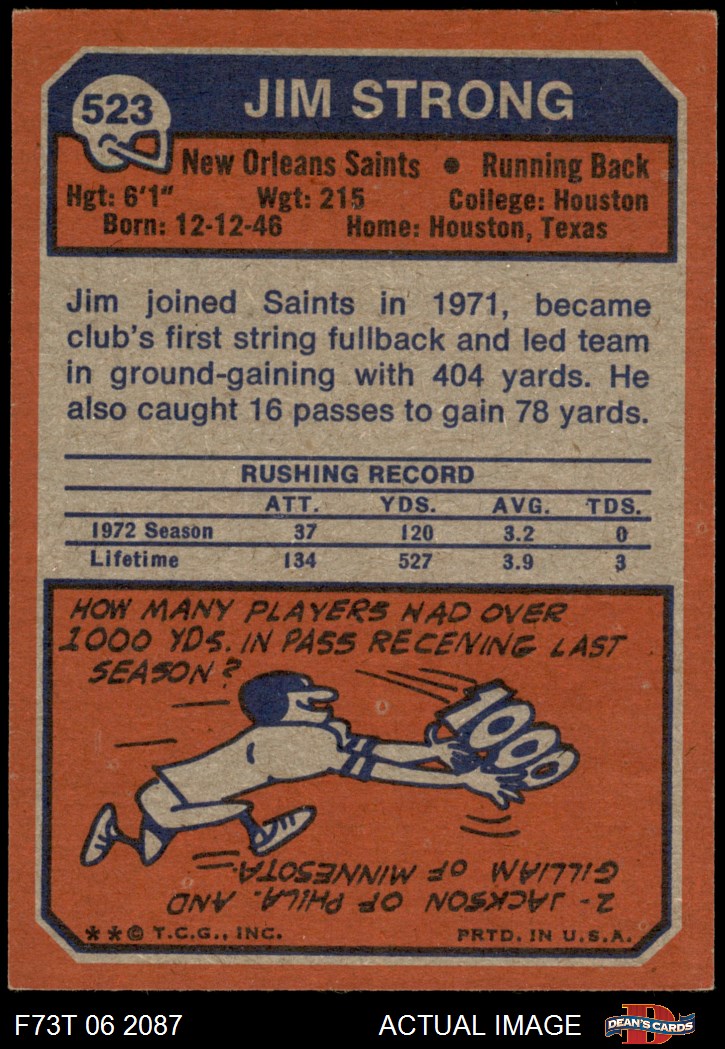 523
JIM STRONG
New Orleans Saints ● Running Back
Hgt: 6'1" Wgt: 215 College: Houston
Born: 12-12-46 Home: Houston, Texas
Jim joined Saints in 1971, became
club's first string fullback and led team
in ground-gaining with 404 yards. He
also caught 16 passes to gain 78 yards.
RUSHING RECORD
ATT. YDS. AVG. TDS.
1972 Season 37 120 3.2 0
Lifetime 134 527 3.9 3
HOW MANY PLAYERS HAD OVER
1000 YDS. IN PASS RECEIVING LAST
SEASON?
1000
2- JACKSON OF PHILA. AND
GILLIAM OF MINNESOTA-
**© T.C.G., INC. PRTD. IN U.S.A.
F73T 06 2087 ACTUAL IMAGE D DEAN'S CARDS